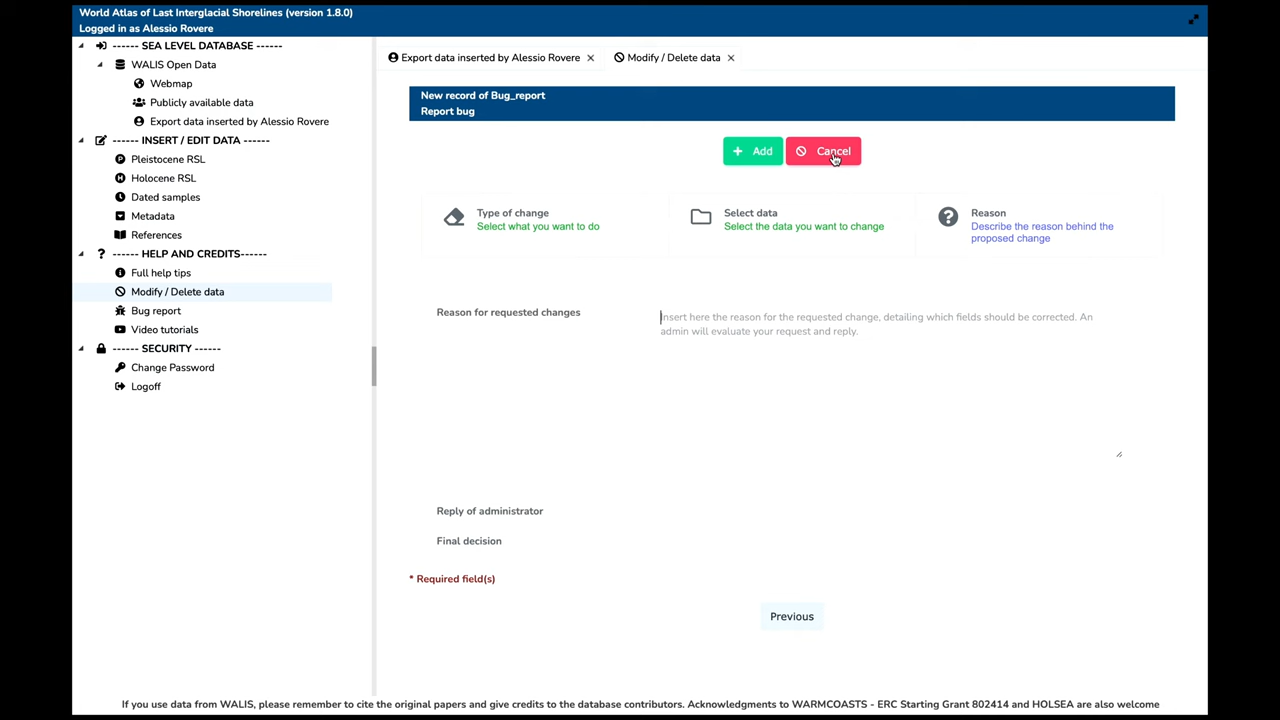 World Atlas of Last Interglacial Shorelines (version 1.8.0)
Logged in as Alessio Rovere
------ SEA LEVEL DATABASE ------
WALIS Open Data
Webmap
Publicly available data
Export data inserted by Alessio Rovere
------ INSERT / EDIT DATA ------
Pleistocene RSL
Holocene RSL
Dated samples
Metadata
References
------ HELP AND CREDITS------
Full help tips
Modify / Delete data
Bug report
Video tutorials
------ SECURITY ------
Change Password
Logoff
Export data inserted by Alessio Rovere
Modify / Delete data
New record of Bug_report
Report bug
Add
Cancel
Type of change
Select what you want to do
Select data
Select the data you want to change
Reason
Describe the reason behind the
proposed change
Reason for requested changes
Insert here the reason for the requested change, detailing which fields should be corrected. An
admin will evaluate your request and reply.
Reply of administrator
Final decision
* Required field(s)
Previous
If you use data from WALIS, please remember to cite the original papers and give credits to the database contributors. Acknowledgments to WARMCOASTS - ERC Starting Grant 802414 and HOLSEA are also welcome